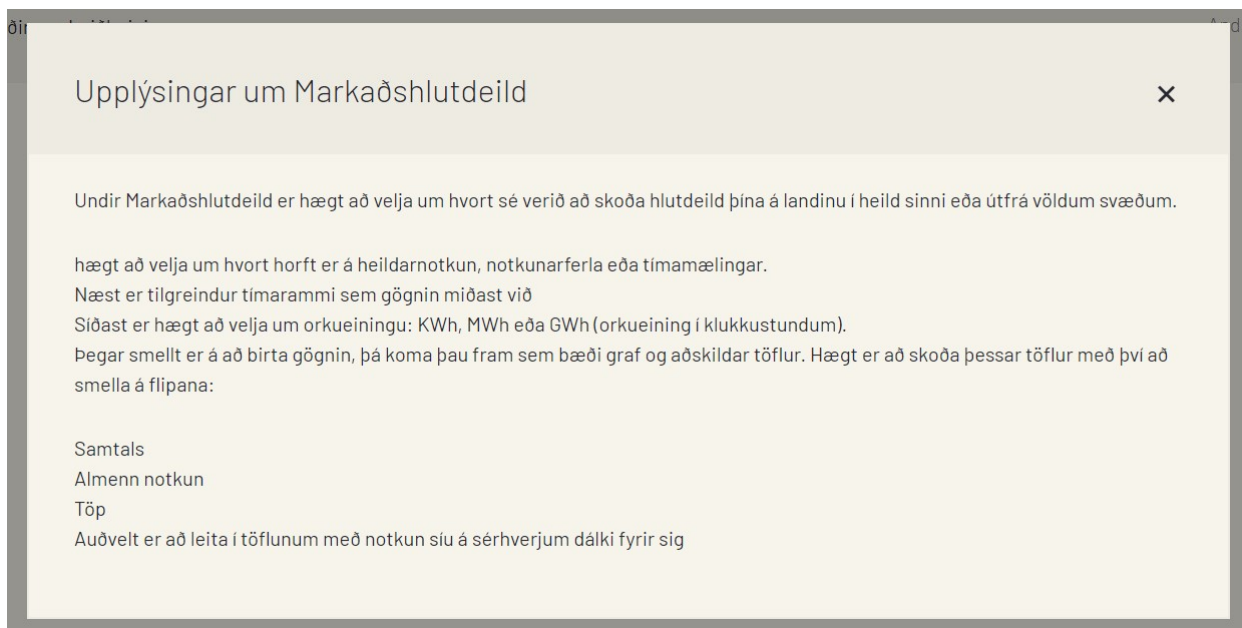 Upplýsingar um Markaðshlutdeild
Undir Markaðshlutdeild er hægt að velja um hvort sé verið að skoða hlutdeild þína á landinu í heild sinni eða útfrá völdum svæðum.
hægt að velja um hvort horft er á heildarnotkun, notkunarferla eða tímamælingar.
Næst er tilgreindur tímarammi sem gögnin miðast við
Síðast er hægt að velja um orkueiningu: KWh, MWh eða GWh (orkueining í klukkustundum).
Þegar smellt er á að birta gögnin, þá koma þau fram sem bæði graf og aðskildar töflur. Hægt er að skoða þessar töflur með því að
smella á flipana:
Samtals
Almenn notkun
Töp
Auðvelt er að leita í töflunum með notkun síu á sérhverjum dálki fyrir sig